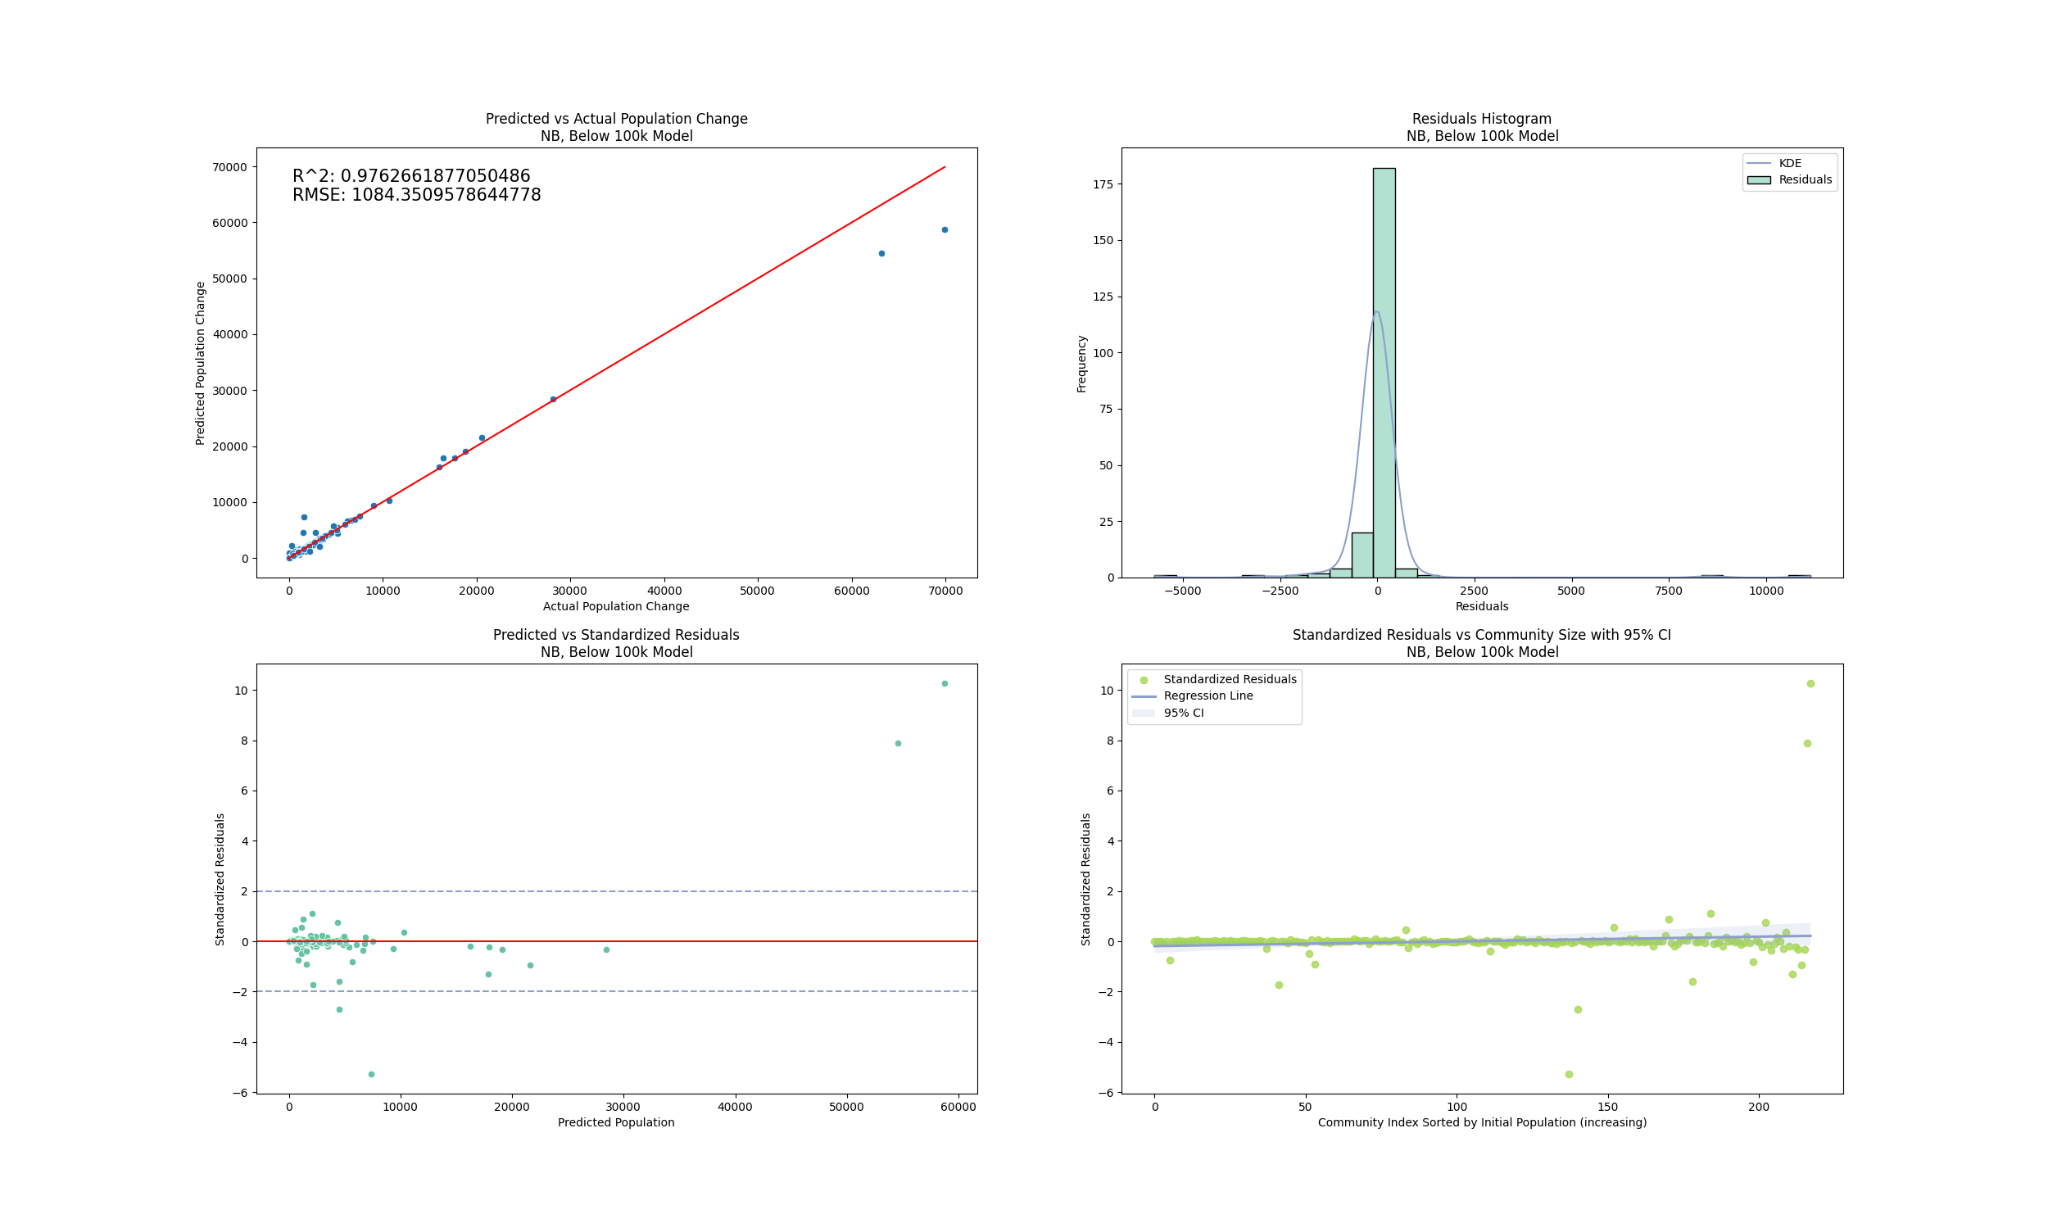 Predicted vs Actual Population Change
NB, Below 100k Model
R^2: 0.9762661877050486
RMSE: 1084.3509578644778
70000
60000
50000
40000
30000
20000
10000
0
Predicted Population Change
0 10000 20000 30000 40000 50000 60000 70000
Actual Population Change
Residuals Histogram
NB, Below 100k Model
KDE
Residuals
175
150
125
100
75
50
25
0
Frequency
−5000 −2500 0 2500 5000 7500 10000
Residuals
Predicted vs Standardized Residuals
NB, Below 100k Model
10
8
6
4
2
0
−2
−4
−6
Standardized Residuals
0 10000 20000 30000 40000 50000 60000
Predicted Population
Standardized Residuals vs Community Size with 95% CI
NB, Below 100k Model
Standardized Residuals
Regression Line
95% CI
10
8
6
4
2
0
−2
−4
−6
Standardized Residuals
0 50 100 150 200
Community Index Sorted by Initial Population (increasing)